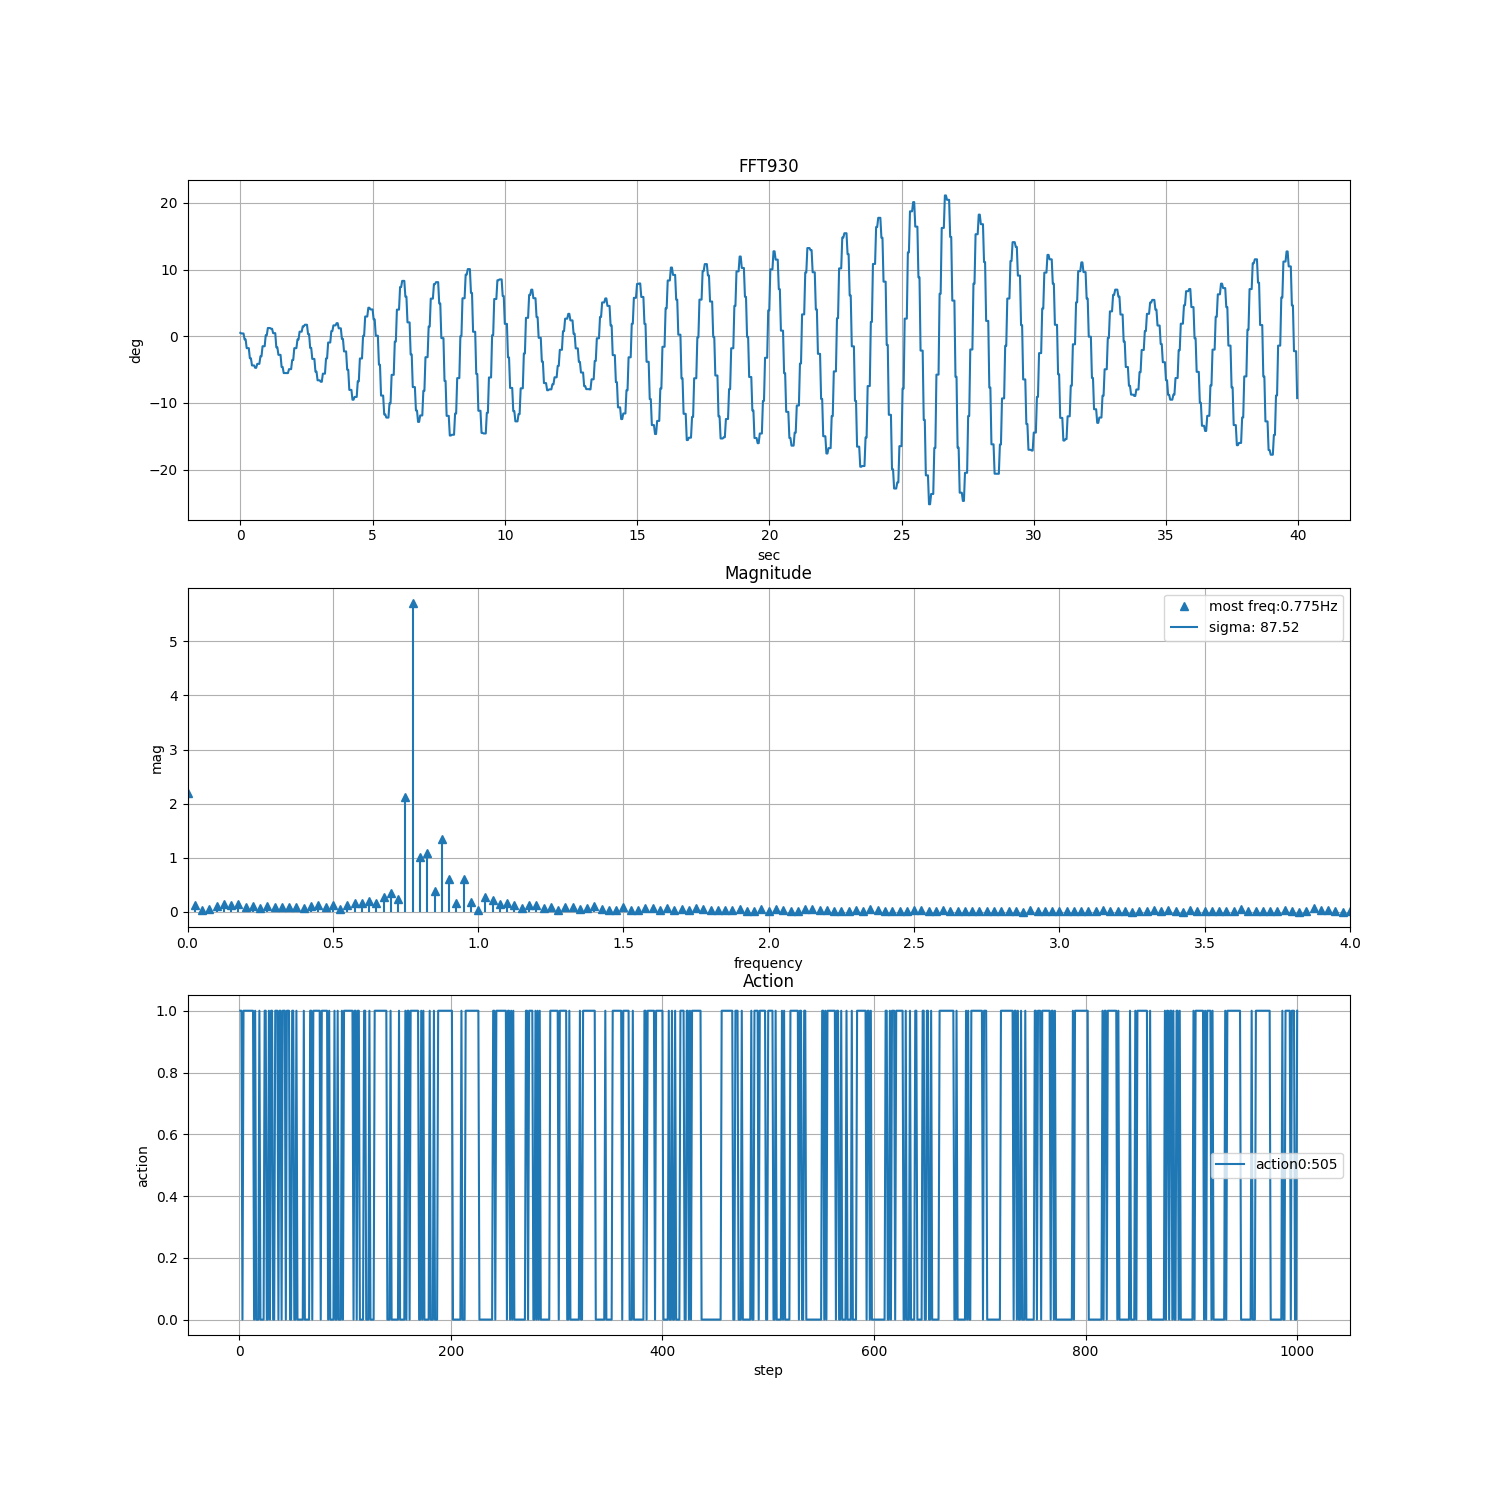 FFT930
20
10
0
−10
−20
deg
0 5 10 15 20 25 30 35 40
sec
Magnitude
most freq:0.775Hz
sigma: 87.52
5
4
3
2
1
0
mag
0.0 0.5 1.0 1.5 2.0 2.5 3.0 3.5 4.0
frequency
Action
1.0
0.8
0.6
0.4
0.2
0.0
action
action0:505
0 200 400 600 800 1000
step